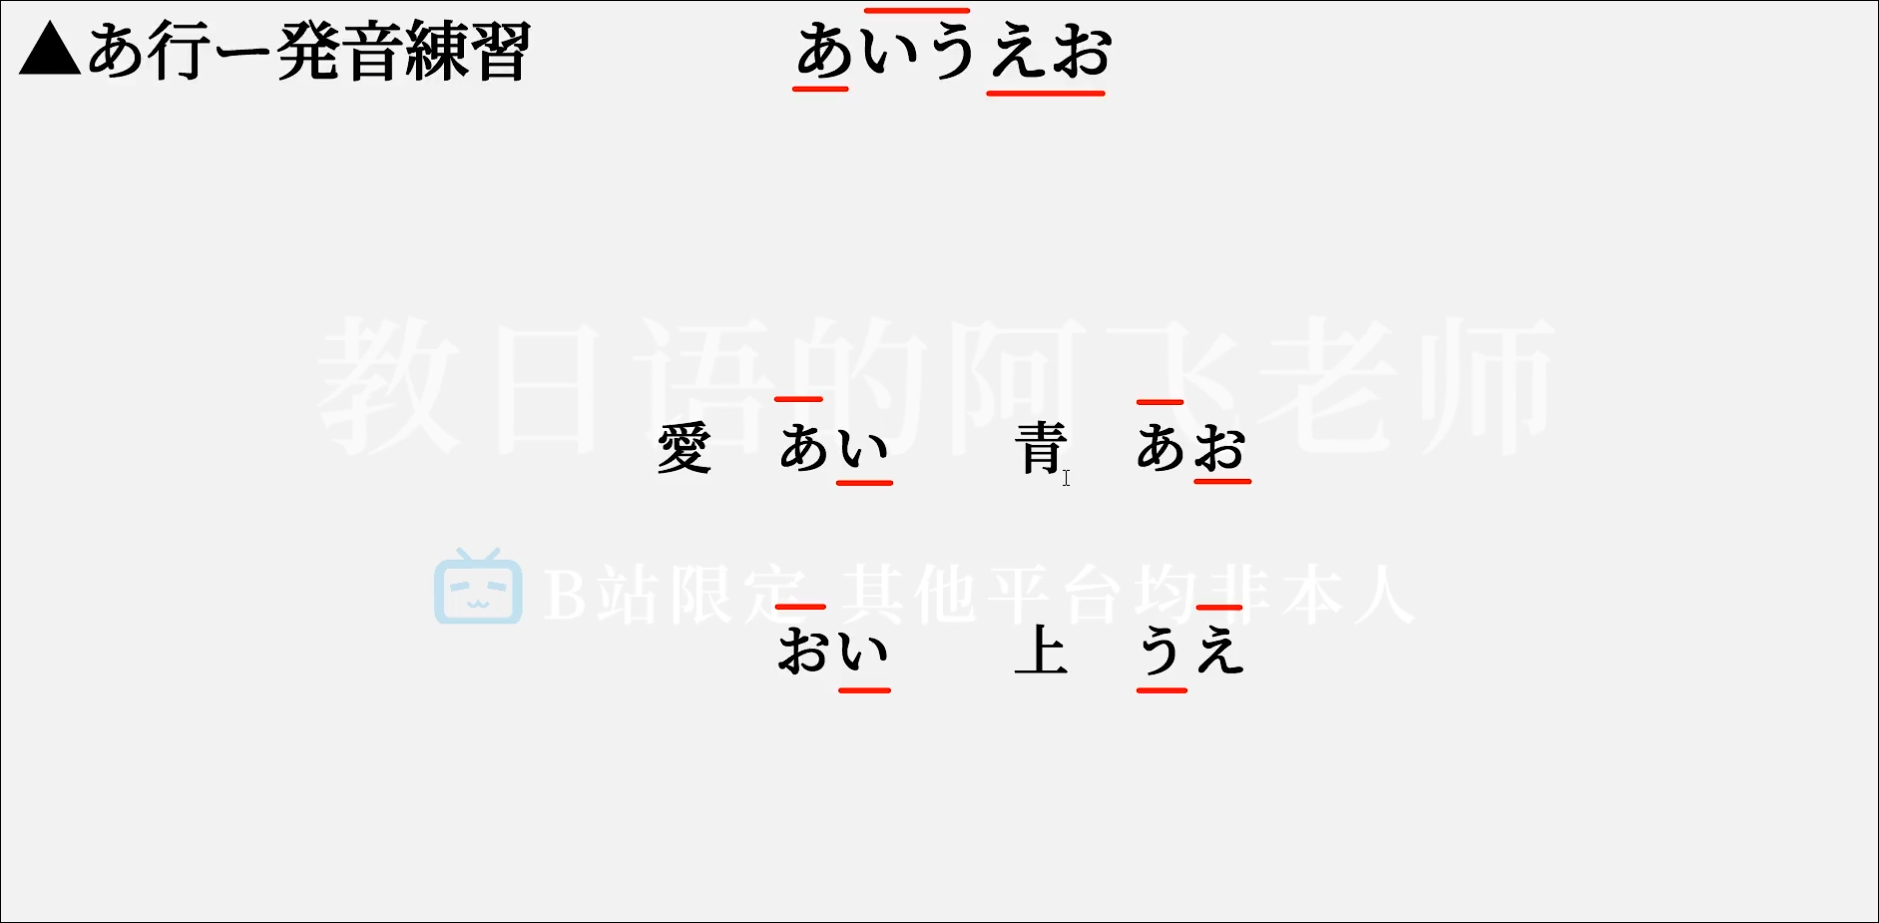 ▲あ行ー発音練習 あいうえお
教日语的阿飞老师
愛 あい 青 あお
B站限定 其他平台均非本人
おい 上 うえ